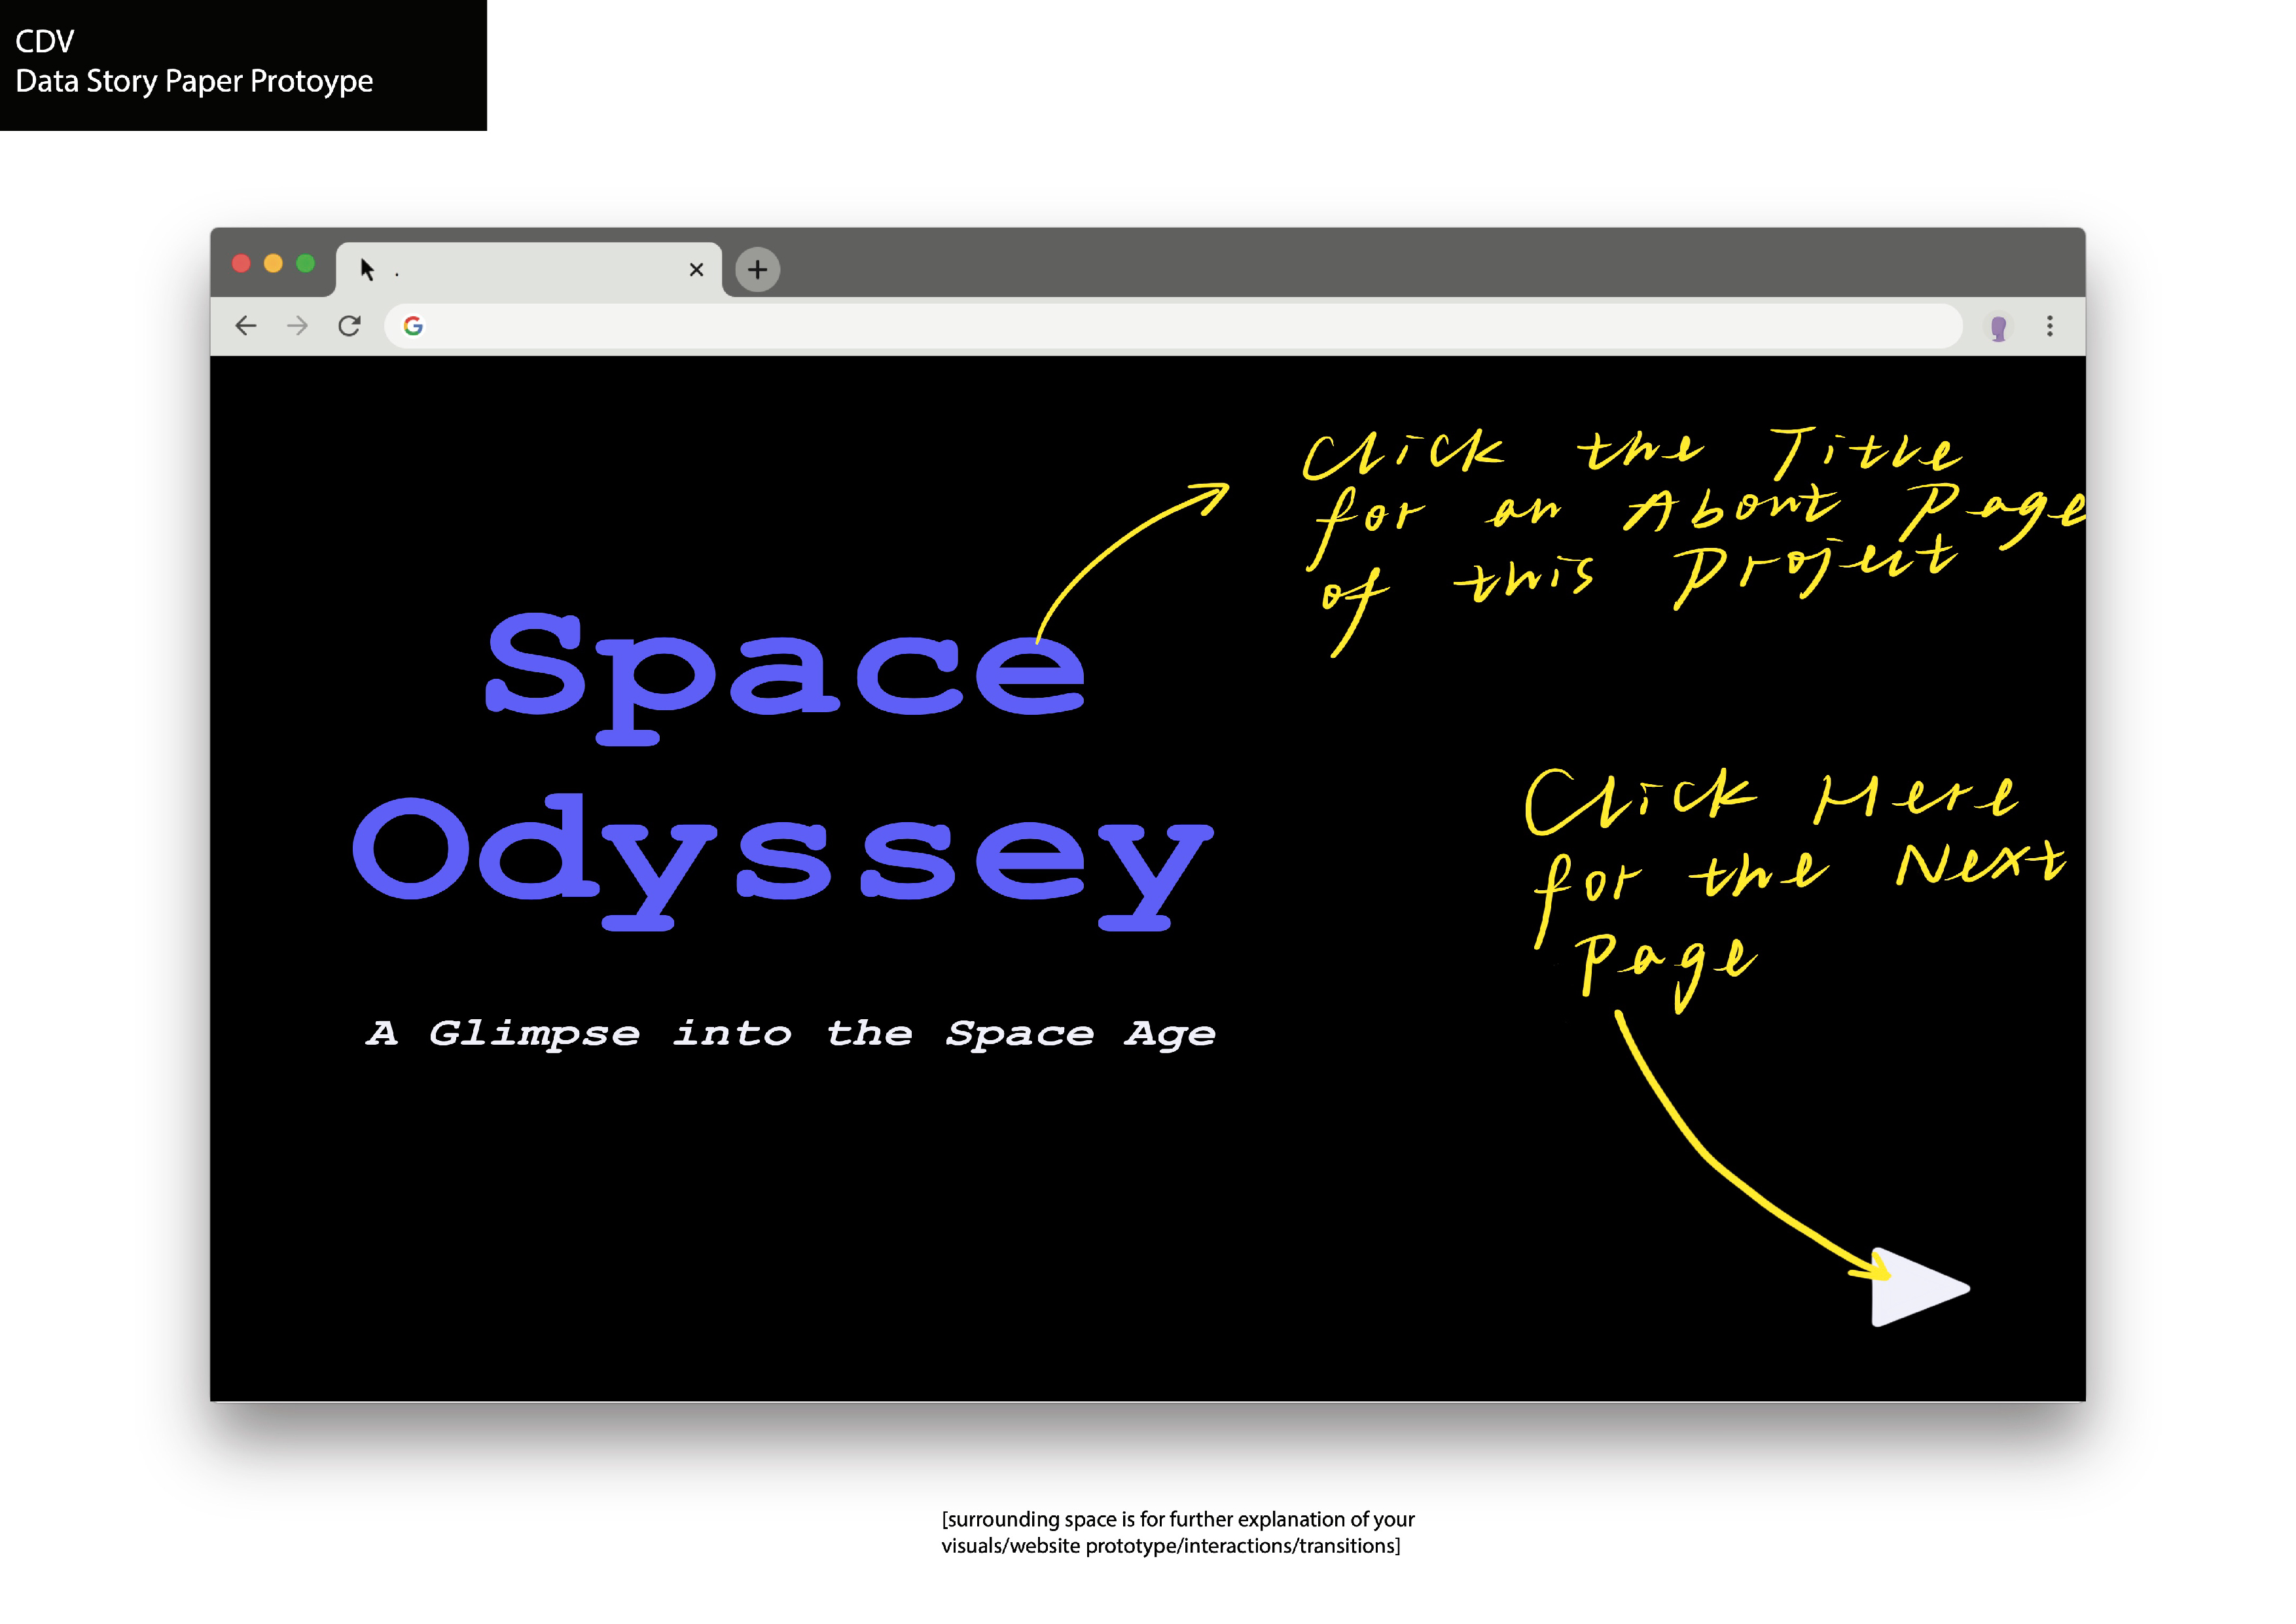 CDV
Data Story Paper Protoype
.
Click the Title
for an About Page
of this Project
Space
Odyssey
Click Here
for the Next
Page
A Glimpse into the Space Age
[surrounding space is for further explanation of your
visuals/website prototype/interactions/transitions]